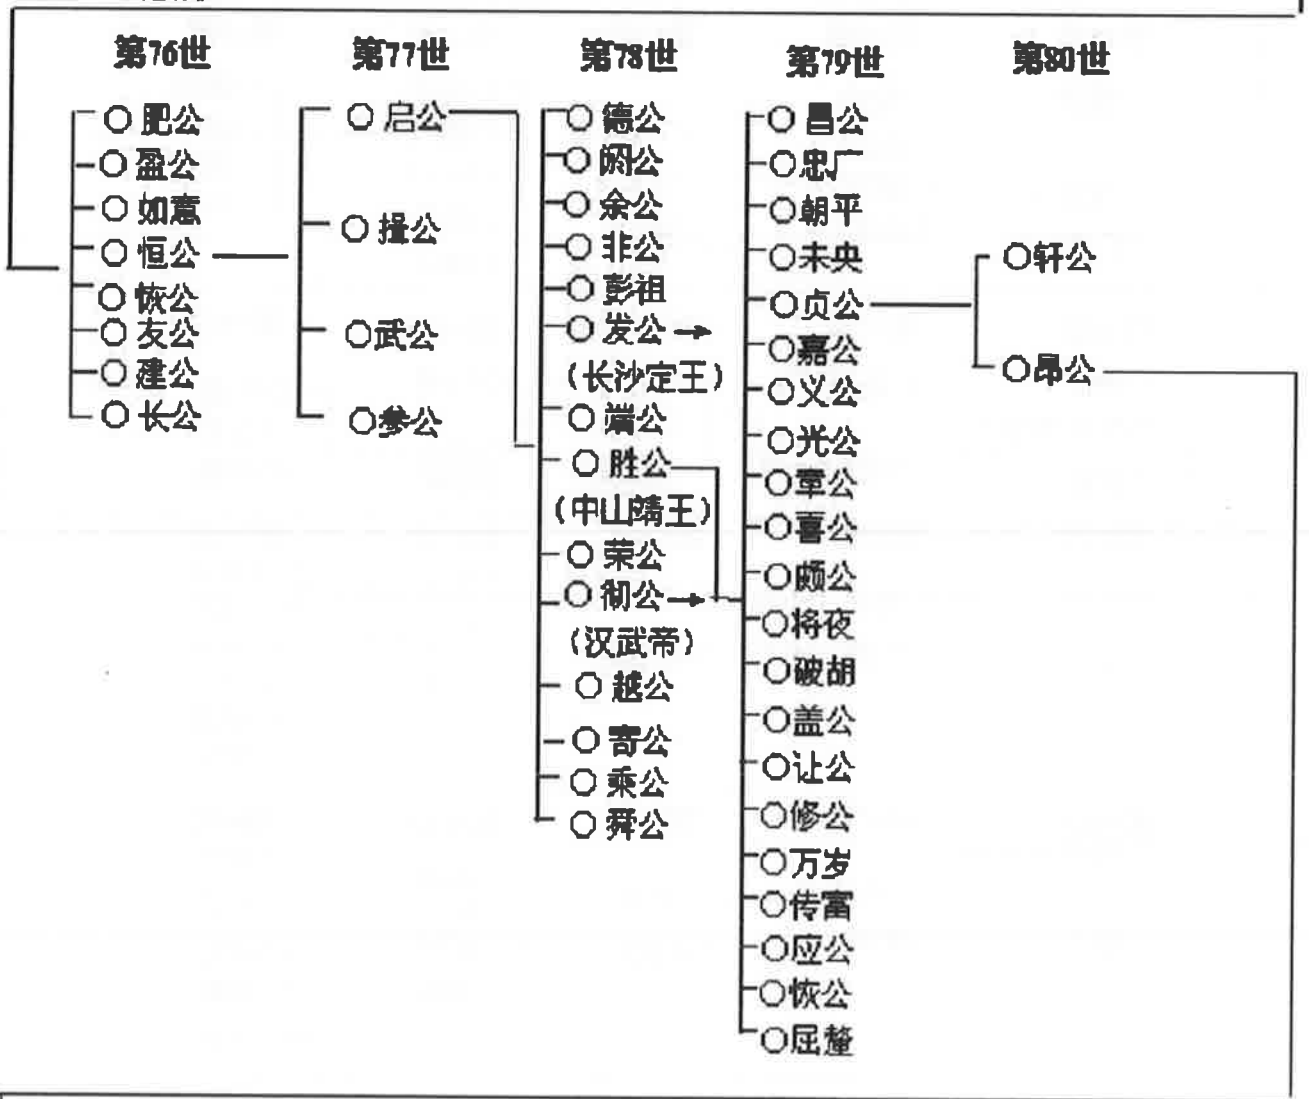 第76世 第77世 第78世 第79世 第80世
○肥公
○盈公
○如意
○恒公
○恢公
○友公
○建公
○长公
○启公
○揖公
○武公
○参公
○德公
○阏公
○余公
○非公
○彭祖
○发公
(长沙定王)
○端公
○胜公
(中山靖王)
○荣公
○彻公
(汉武帝)
○越公
○寄公
○乘公
○舜公
○昌公
○忠广
○朝平
○未央
○贞公
○嘉公
○义公
○光公
○章公
○喜公
○颇公
○将夜
○破胡
○盖公
○让公
○修公
○万岁
○传富
○应公
○恢公
○屈釐
○轩公
○昂公